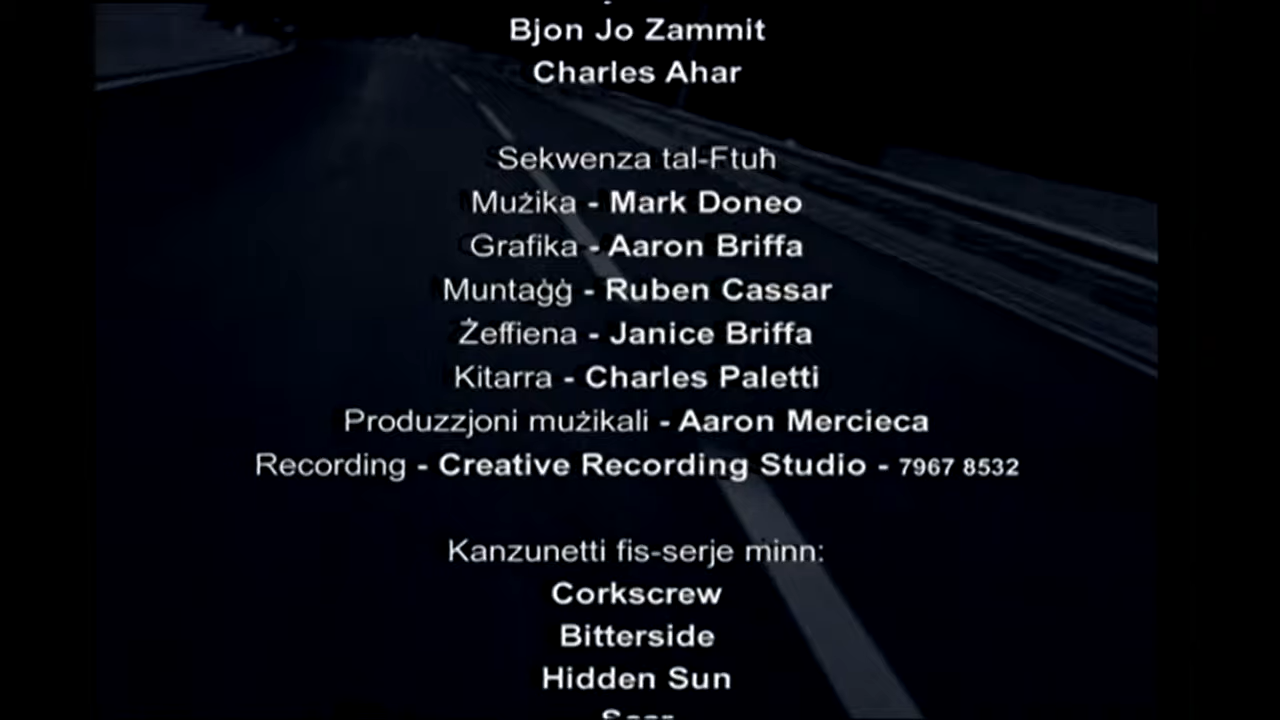 Bjon Jo Zammit
Charles Ahar
Sekwenza tal-Ftuħ
Mużika - Mark Doneo
Grafika - Aaron Briffa
Muntaġġ - Ruben Cassar
Żeffiena - Janice Briffa
Kitarra - Charles Paletti
Produzzjoni mużikali - Aaron Mercieca
Recording - Creative Recording Studio - 7967 8532
Kanzunetti fis-serje minn:
Corkscrew
Bitterside
Hidden Sun